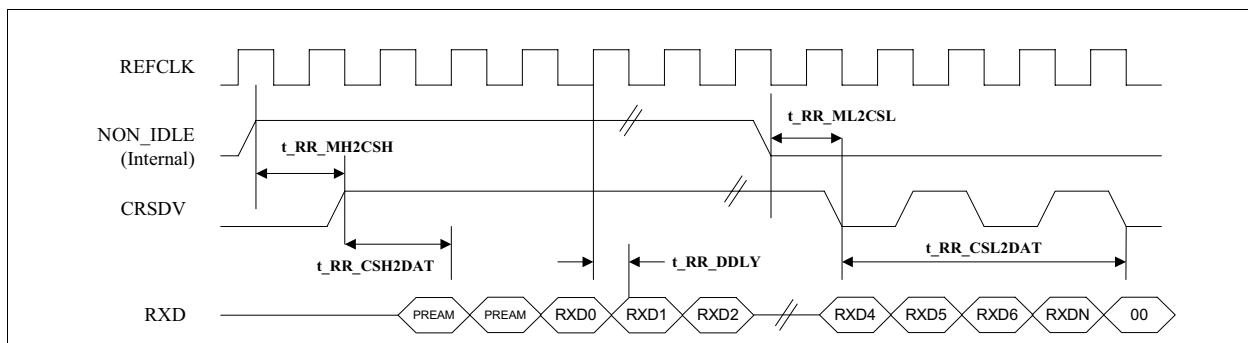 REFCLK
NON_IDLE
(Internal)
t_RR_MH2CSH
t_RR_ML2CSL
CRSDV
t_RR_CSH2DAT
t_RR_DDLY
t_RR_CSL2DAT
RXD
PREAM PREAM RXD0 RXD1 RXD2 RXD4 RXD5 RXD6 RXDN 00